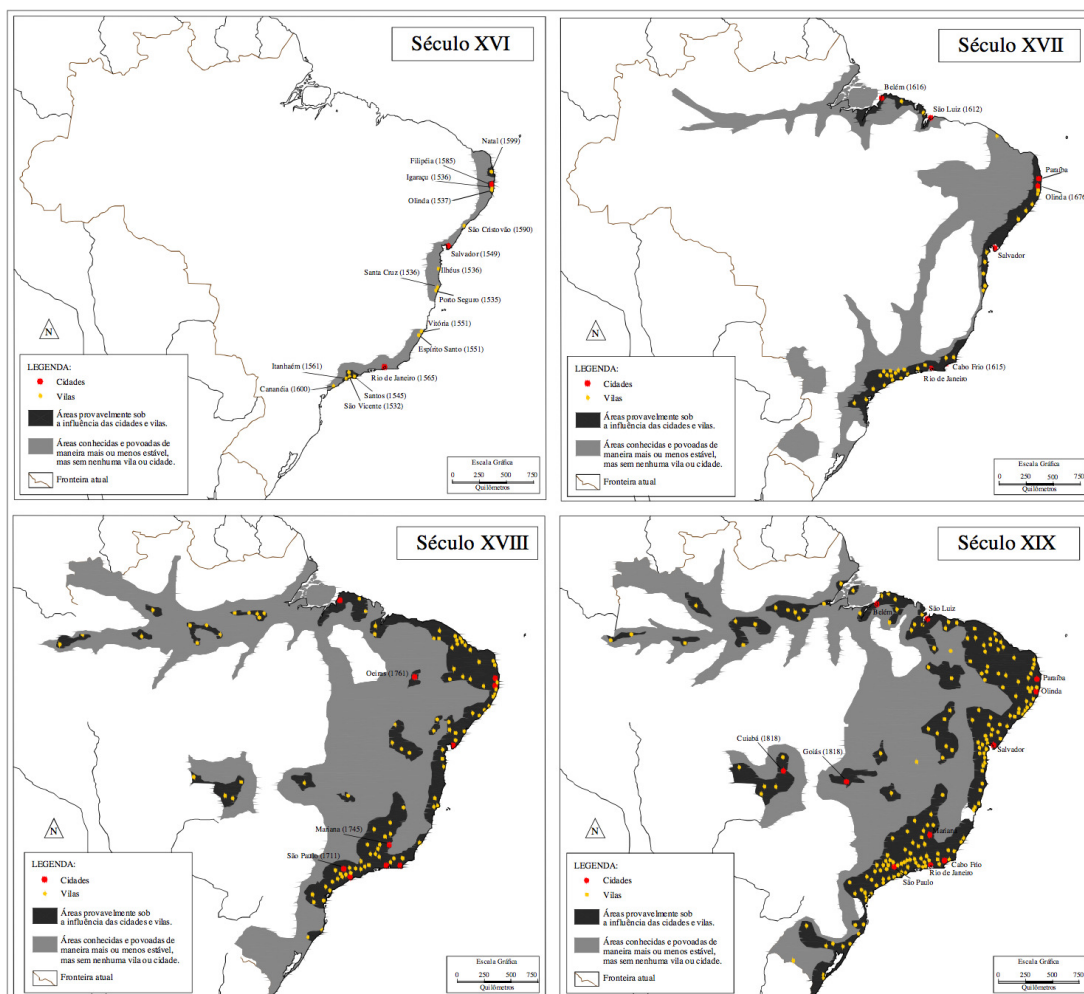 Século XVI
Natal (1599)
Filipéia (1585)
Igaraçu (1536)
Olinda (1537)
São Cristovão (1590)
Salvador (1549)
Santa Cruz (1536)
Ilhéus (1536)
Porto Seguro (1535)
Vitória (1551)
Espírito Santo (1551)
Itanhaém (1561)
Rio de Janeiro (1565)
Cananéia (1600)
Santos (1545)
São Vicente (1532)
N
LEGENDA:
Cidades
Vilas
Áreas provavelmente sob
a influência das cidades e vilas.
Áreas conhecidas e povoadas de
maneira mais ou menos estável,
mas sem nenhuma vila ou cidade.
Fronteira atual
Escala Gráfica
0 250 500 750
Quilômetros
Século XVII
Belém (1616)
São Luiz (1612)
Paraíba
Olinda (1676
Salvador
Cabo Frio (1615)
Rio de Janeiro
N
LEGENDA:
Cidades
Vilas
Áreas provavelmente sob
a influência das cidades e vilas.
Áreas conhecidas e povoadas de
maneira mais ou menos estável,
mas sem nenhuma vila ou cidade.
Fronteira atual
Escala Gráfica
0 250 500 750
Quilômetros
Século XVIII
Oeiras (1761)
Mariana (1745)
São Paulo (1711)
N
LEGENDA:
Cidades
Vilas
Áreas provavelmente sob
a influência das cidades e vilas.
Áreas conhecidas e povoadas de
maneira mais ou menos estável,
mas sem nenhuma vila ou cidade.
Fronteira atual
Escala Gráfica
0 250 500 750
Quilômetros
Século XIX
Belém
São Luiz
Paraíba
Olinda
Cuiabá (1818)
Goiás (1818)
Salvador
Mariana
Cabo Frio
Rio de Janeiro
São Paulo
N
LEGENDA:
Cidades
Vilas
Áreas provavelmente sob
a influência das cidades e vilas.
Áreas conhecidas e povoadas de
maneira mais ou menos estável,
mas sem nenhuma vila ou cidade.
Fronteira atual
Escala Gráfica
0 250 500 750
Quilômetros